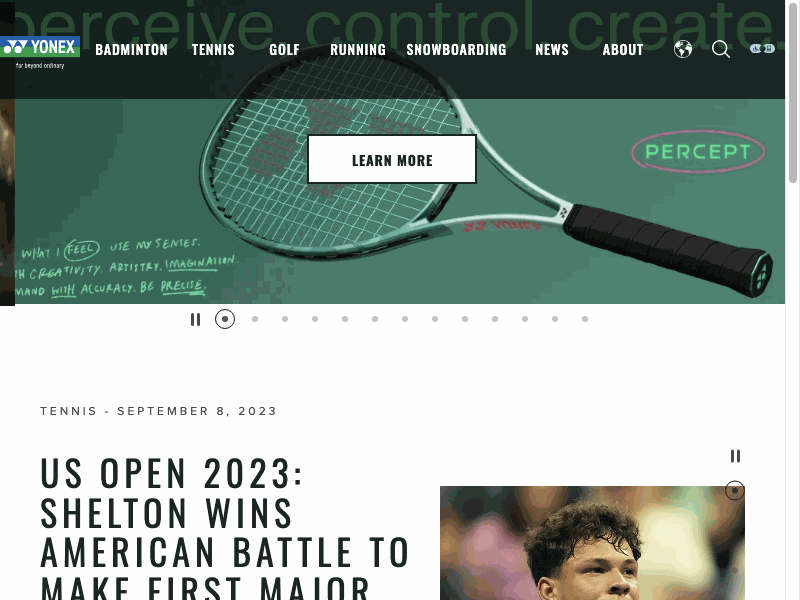 perceive control create.
YONEX
for beyond ordinary
BADMINTON TENNIS GOLF RUNNING SNOWBOARDING NEWS ABOUT
LEARN MORE
PERCEPT
YONEX
WHAT I FEEL USE MY SENSES.
CREATIVITY. ARTISTRY. IMAGINATION.
WITH ACCURACY. BE PRECISE.
TENNIS - SEPTEMBER 8, 2023
US OPEN 2023:
SHELTON WINS
AMERICAN BATTLE TO
MAKE FIRST MAJOR